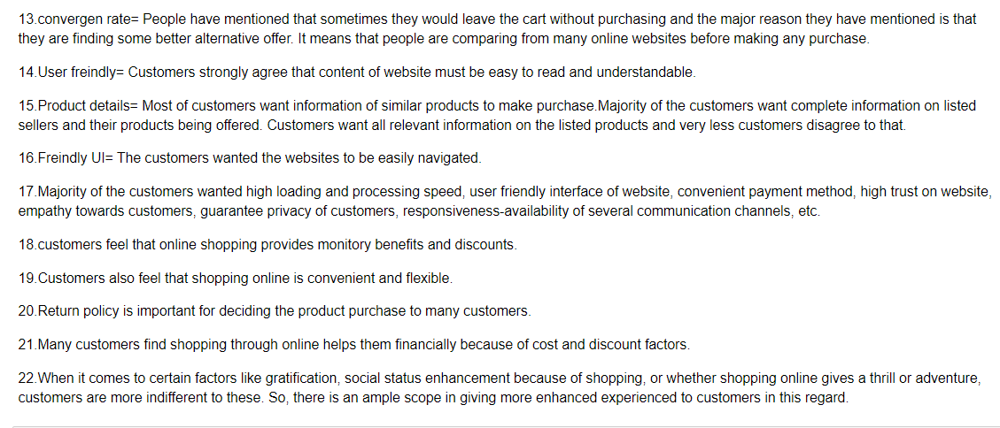 13.convergen rate= People have mentioned that sometimes they would leave the cart without purchasing and the major reason they have mentioned is that
they are finding some better alternative offer. It means that people are comparing from many online websites before making any purchase.
14.User freindly= Customers strongly agree that content of website must be easy to read and understandable.
15.Product details= Most of customers want information of similar products to make purchase.Majority of the customers want complete information on listed
sellers and their products being offered. Customers want all relevant information on the listed products and very less customers disagree to that.
16.Freindly UI= The customers wanted the websites to be easily navigated.
17.Majority of the customers wanted high loading and processing speed, user friendly interface of website, convenient payment method, high trust on website,
empathy towards customers, guarantee privacy of customers, responsiveness-availability of several communication channels, etc.
18.customers feel that online shopping provides monitory benefits and discounts.
19.Customers also feel that shopping online is convenient and flexible.
20.Return policy is important for deciding the product purchase to many customers.
21.Many customers find shopping through online helps them financially because of cost and discount factors.
22.When it comes to certain factors like gratification, social status enhancement because of shopping, or whether shopping online gives a thrill or adventure,
customers are more indifferent to these. So, there is an ample scope in giving more enhanced experienced to customers in this regard.